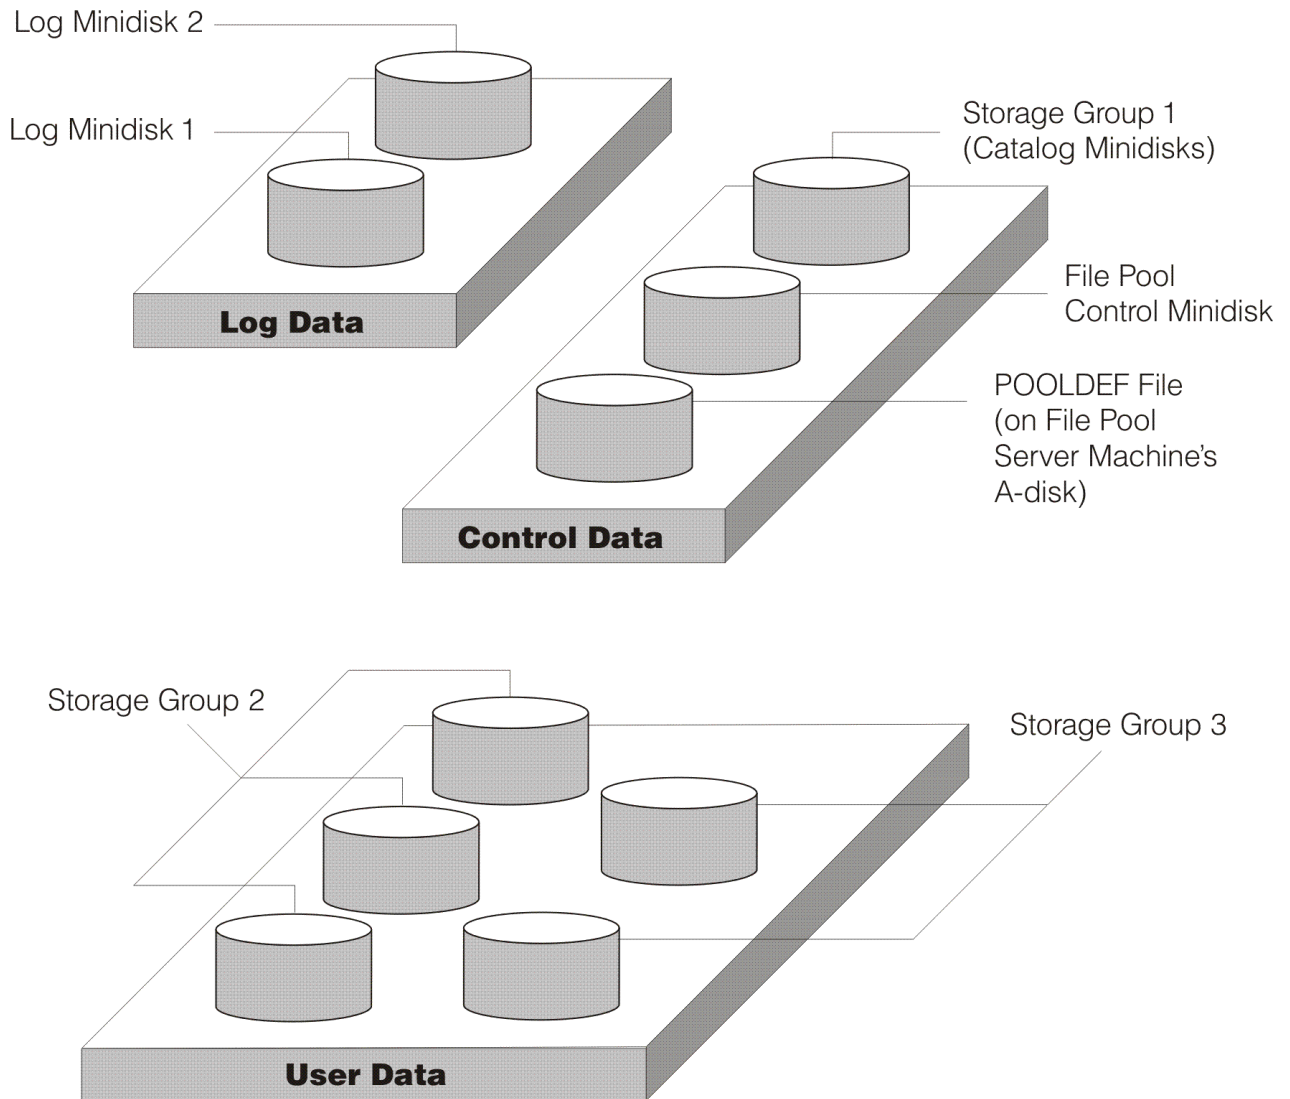 Log Minidisk 2
Log Minidisk 1
Log Data
Storage Group 1
(Catalog Minidisks)
File Pool
Control Minidisk
POOLDEF File
(on File Pool
Server Machine’s
A-disk)
Control Data
Storage Group 2
Storage Group 3
User Data